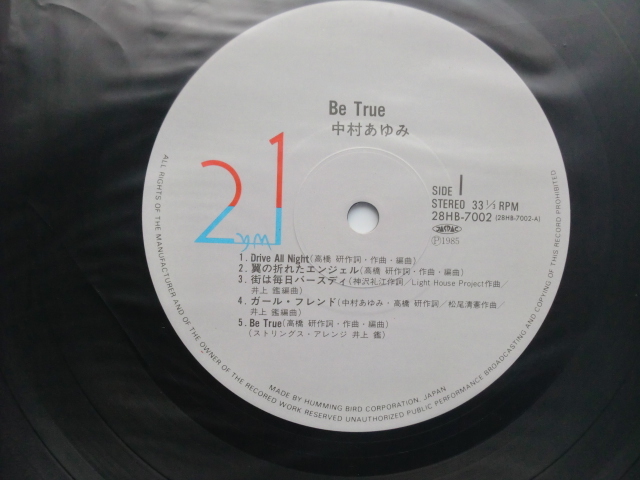 Be True
中村あゆみ
21
SIDE 1
STEREO 33 1/3 RPM
28HB-7002 (28HB-7002-A)
JASRAC
Ⓟ1985
1. Drive All Night(高橋 研作詞・作曲・編曲)
2. 翼の折れたエンジェル(高橋 研作詞・作曲・編曲)
3. 街は毎日バースディ(神沢礼江作詞/Light House Project作曲/
井上 鑑編曲)
4. ガール・フレンド(中村あゆみ・高橋 研作詞/松尾清憲作曲/
井上 鑑編曲)
5. Be True(高橋 研作詞・作曲・編曲)
(ストリングス・アレンジ 井上 鑑)
MADE BY HUMMING BIRD CORPORATION, JAPAN
ALL RIGHTS OF THE MANUFACTURER AND OF THE OWNER OF THE RECORDED WORK RESERVED UNAUTHORIZED PUBLIC PERFORMANCE BROADCASTING AND COPYING OF THIS RECORD PROHIBITED